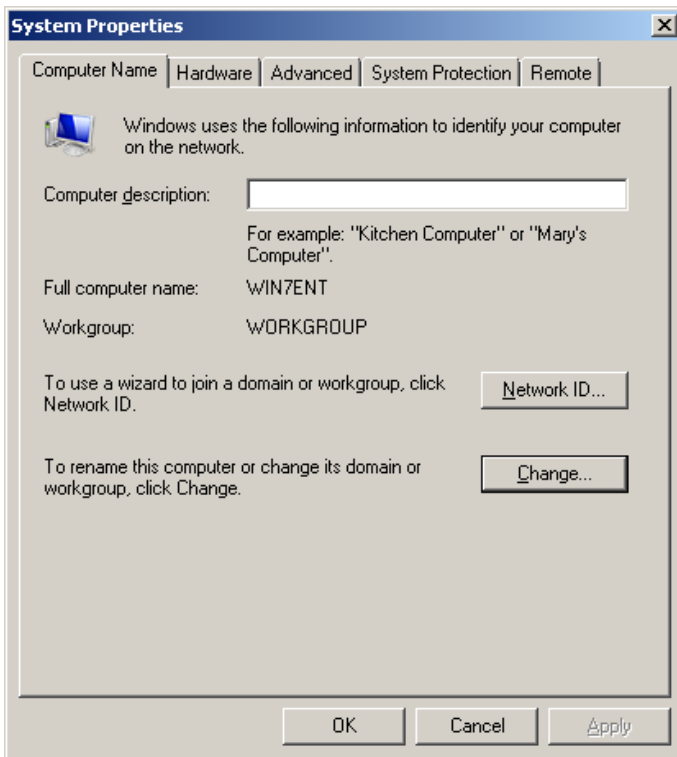 System Properties
Computer Name
Hardware
Advanced
System Protection
Remote
Windows uses the following information to identify your computer
on the network.
Computer description:
For example: "Kitchen Computer" or "Mary's
Computer".
Full computer name:
WIN7ENT
Workgroup:
WORKGROUP
To use a wizard to join a domain or workgroup, click
Network ID.
Network ID...
To rename this computer or change its domain or
workgroup, click Change.
Change...
OK
Cancel
Apply